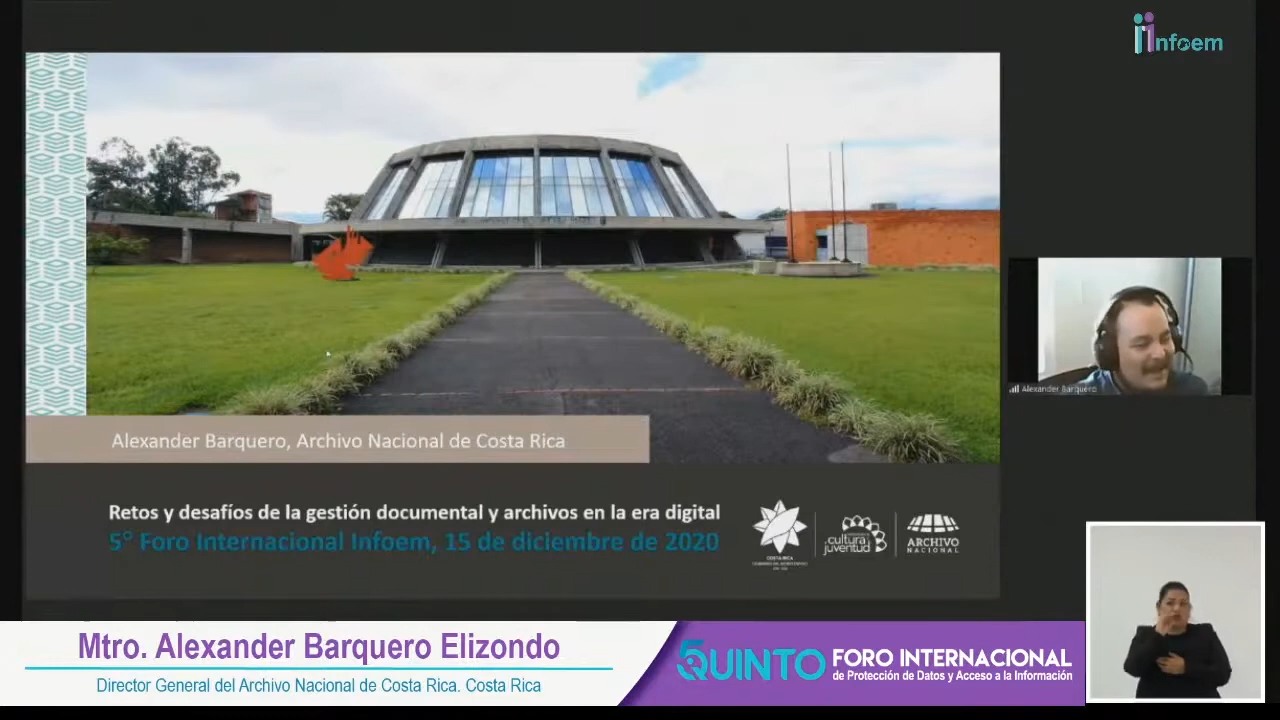 infoem
Alexander Barquero
Alexander Barquero, Archivo Nacional de Costa Rica
Retos y desafíos de la gestión documental y archivos en la era digital
5° Foro Internacional Infoem, 15 de diciembre de 2020
COSTA RICA
cultura
juventud
ARCHIVO
NACIONAL
Mtro. Alexander Barquero Elizondo
Director General del Archivo Nacional de Costa Rica. Costa Rica
5 QUINTO
FORO INTERNACIONAL
de Protección de Datos y Acceso a la Información